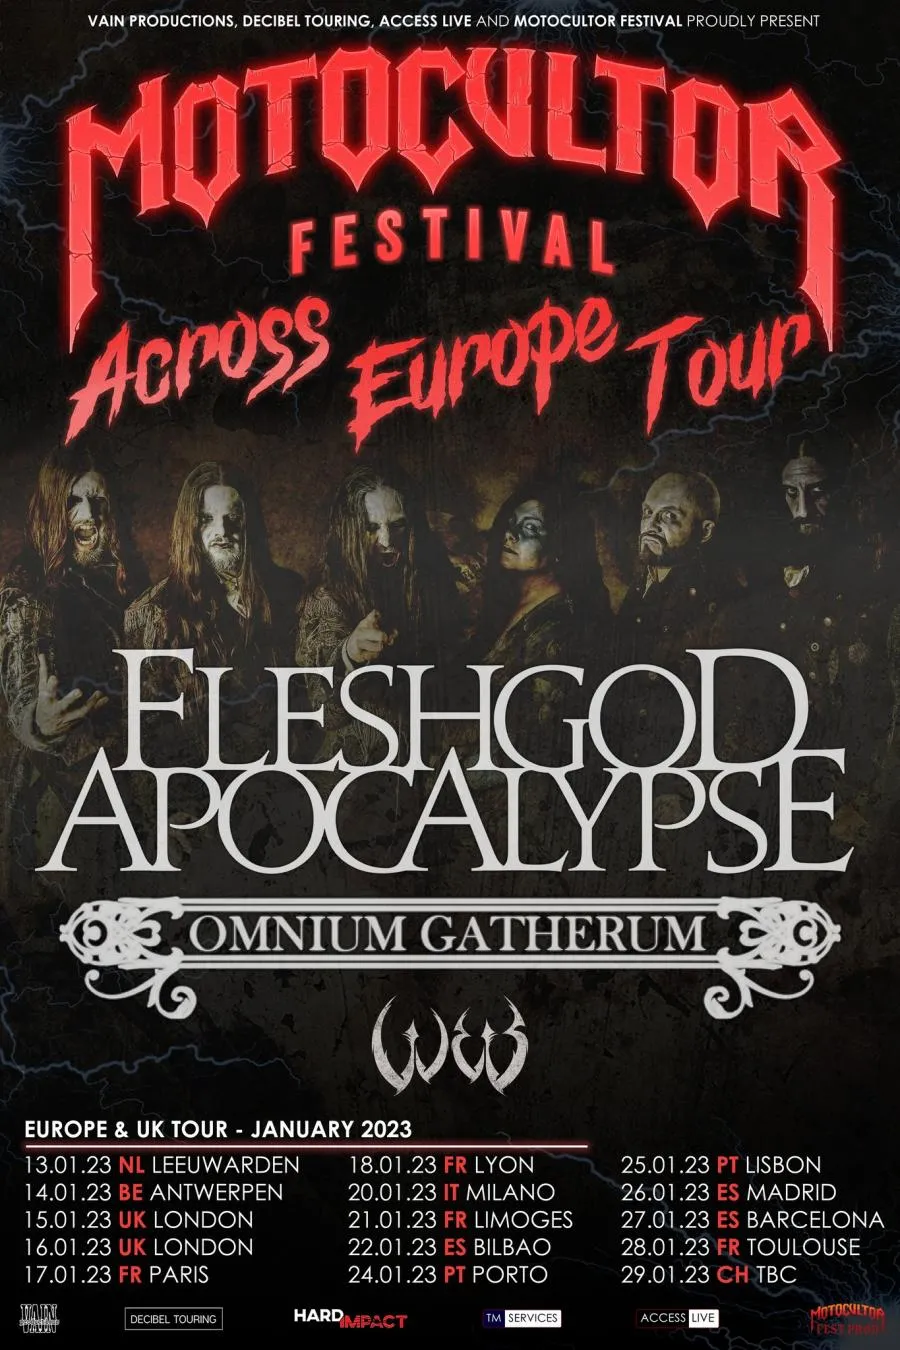 VAIN PRODUCTIONS, DECIBEL TOURING, ACCESS LIVE AND MOTOCULTOR FESTIVAL PROUDLY PRESENT
MOTOCULTOR
FESTIVAL
Across Europe Tour
FLESHGOD
APOCALYPSE
OMNIUM GATHERUM
EUROPE & UK TOUR - JANUARY 2023
13.01.23 NL LEEUWARDEN
14.01.23 BE ANTWERPEN
15.01.23 UK LONDON
16.01.23 UK LONDON
17.01.23 FR PARIS
18.01.23 FR LYON
20.01.23 IT MILANO
21.01.23 FR LIMOGES
22.01.23 ES BILBAO
24.01.23 PT PORTO
25.01.23 PT LISBON
26.01.23 ES MADRID
27.01.23 ES BARCELONA
28.01.23 FR TOULOUSE
29.01.23 CH TBC
VAIN
DECIBEL TOURING
HARD IMPACT
TM SERVICES
ACCESS LIVE
MOTOCULTOR
FEST PROD